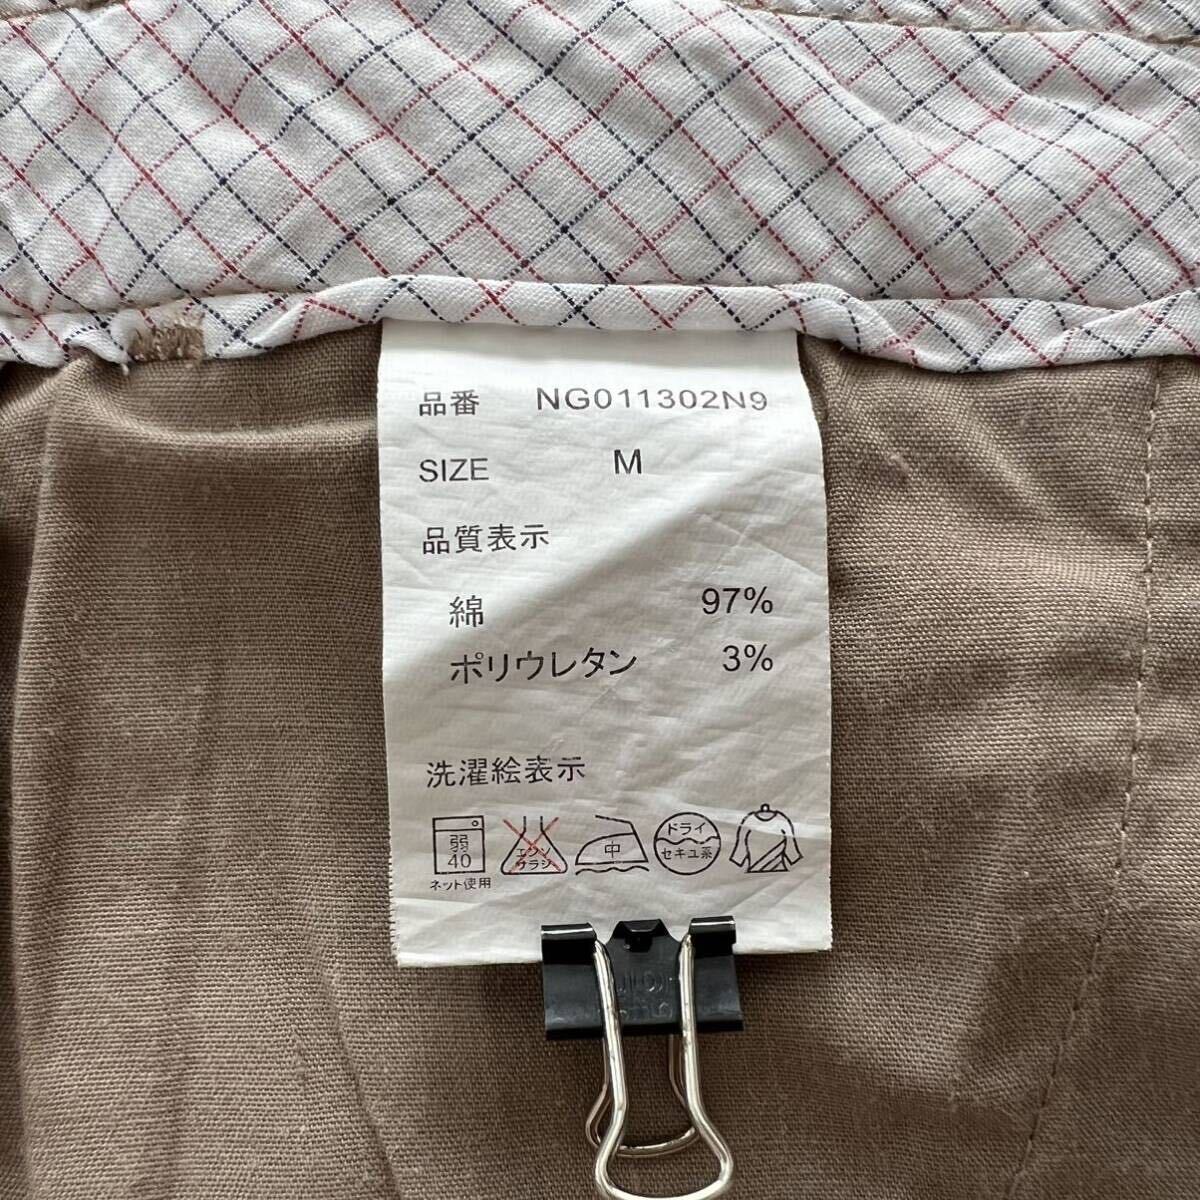 品番 NG011302N9
SIZE M
品質表示
綿 97%
ポリウレタン 3%
洗濯絵表示
弱
40
ネット使用
エンソ
サラシ
中
ドライ
セキユ系